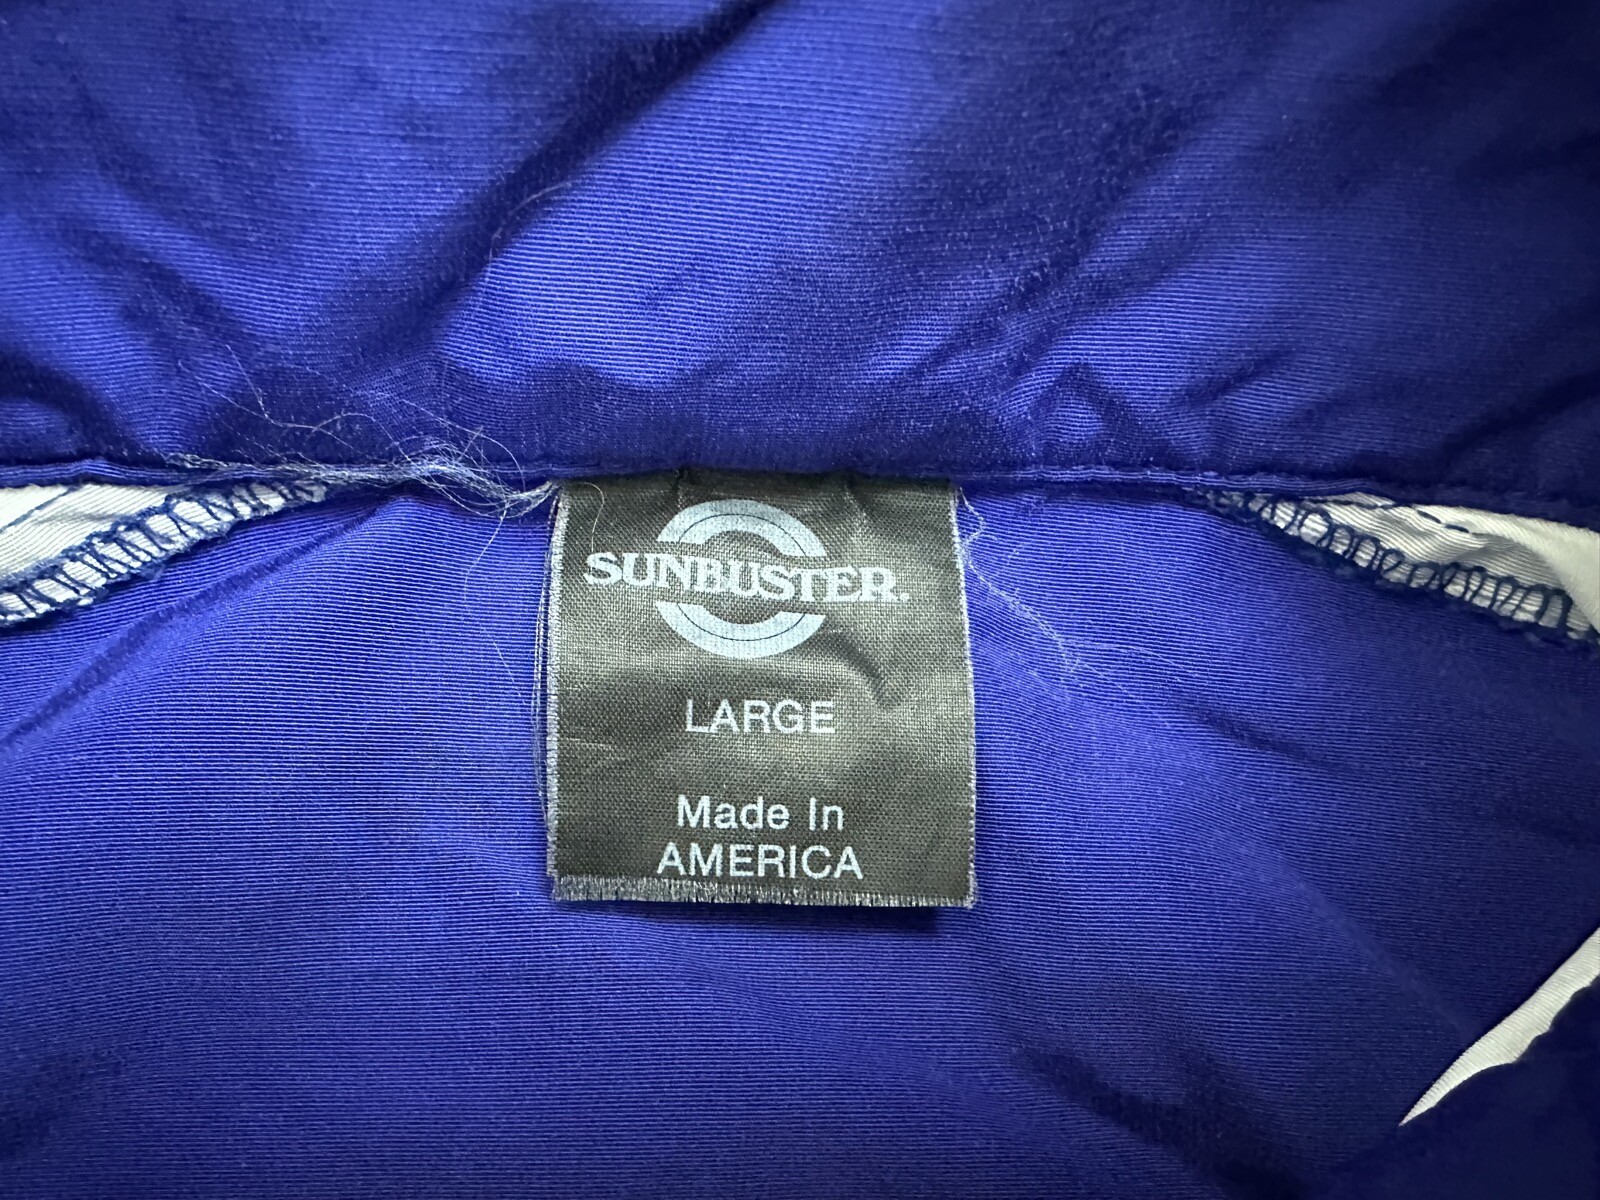 SUNBUSTER.
LARGE
Made In
AMERICA